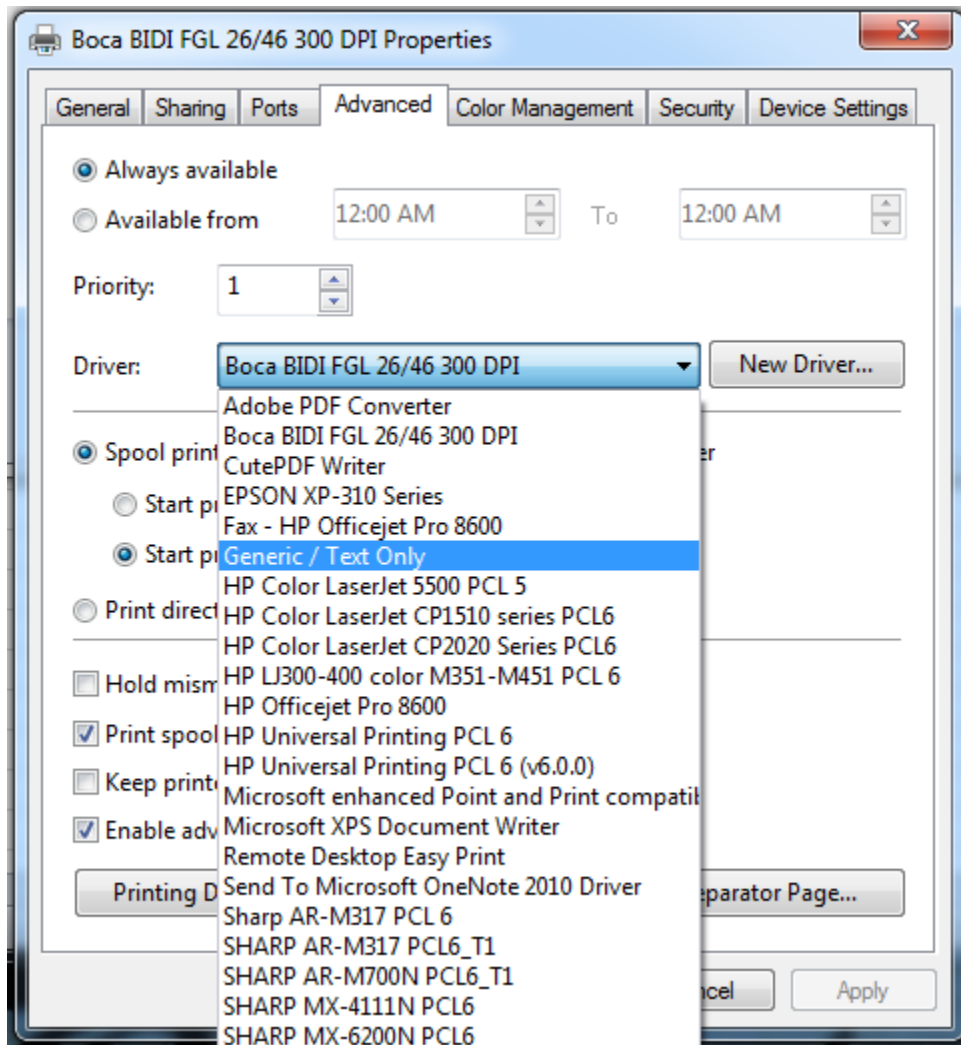 Boca BIDI FGL 26/46 300 DPI Properties
General Sharing Ports Advanced Color Management Security Device Settings
Always available
Available from 12:00 AM To 12:00 AM
Priority: 1
Driver: Boca BIDI FGL 26/46 300 DPI New Driver...
Adobe PDF Converter
Boca BIDI FGL 26/46 300 DPI
Spool print er
CutePDF Writer
EPSON XP-310 Series
Start p
Fax - HP Officejet Pro 8600
Start p
Generic / Text Only
HP Color LaserJet 5500 PCL 5
Print direct
HP Color LaserJet CP1510 series PCL6
HP Color LaserJet CP2020 Series PCL6
Hold mism
HP LJ300-400 color M351-M451 PCL 6
HP Officejet Pro 8600
Print spool
HP Universal Printing PCL 6
HP Universal Printing PCL 6 (v6.0.0)
Keep print
Microsoft enhanced Point and Print compatib
Enable adv
Microsoft XPS Document Writer
Remote Desktop Easy Print
Printing D
Send To Microsoft OneNote 2010 Driver
eparator Page...
Sharp AR-M317 PCL 6
SHARP AR-M317 PCL6_T1
SHARP AR-M700N PCL6_T1
SHARP MX-4111N PCL6
ncel Apply
SHARP MX-6200N PCL6